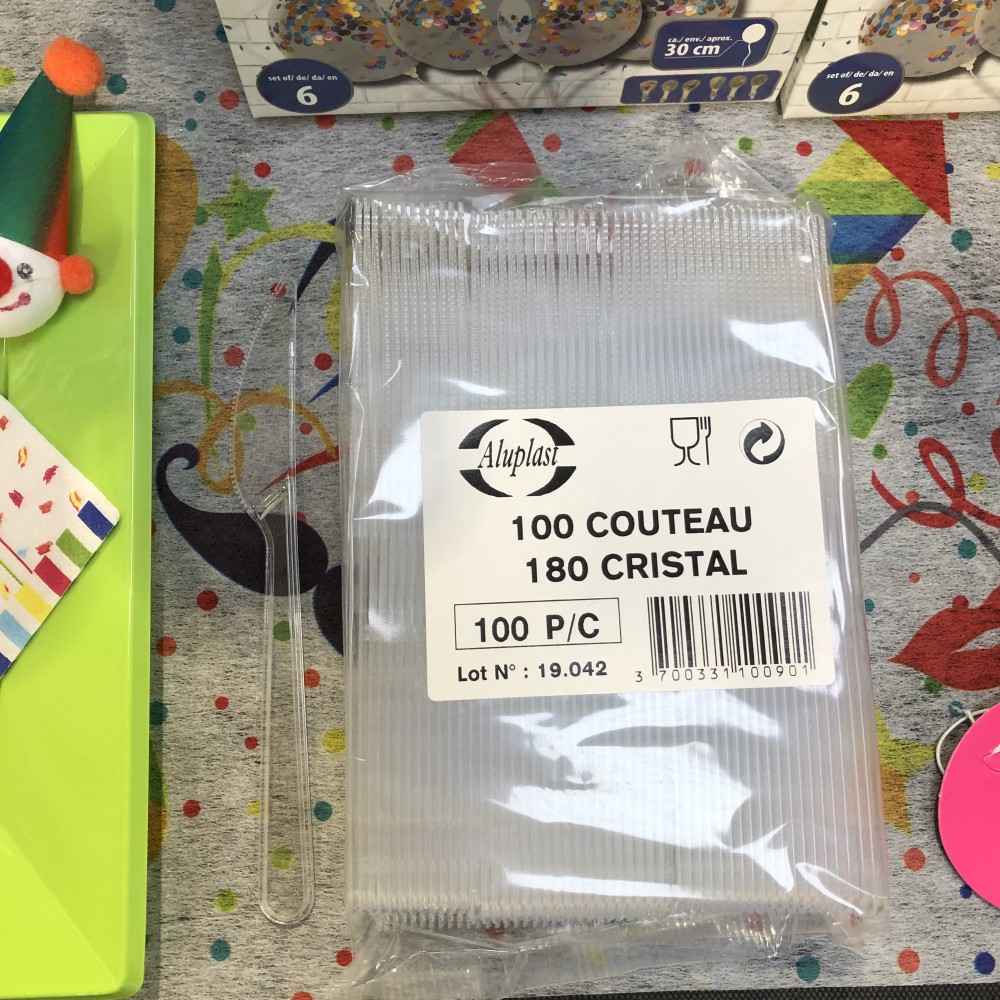 ca./ env./ aprox.
30 cm
set of/ de/ da/ en
6
set of/ de/ da/ en
6
Aluplast
100 COUTEAU
180 CRISTAL
100 P/C
Lot N° : 19.042
3 700331 100901